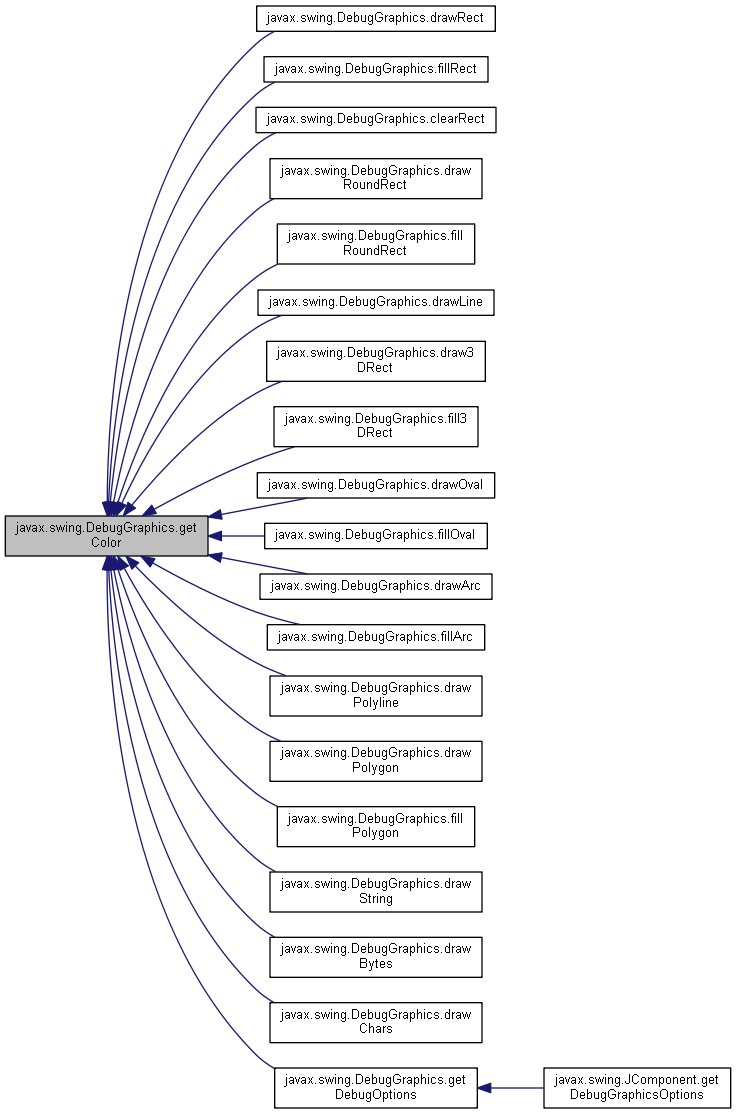 javax.swing.DebugGraphics.drawRect
javax.swing.DebugGraphics.fillRect
javax.swing.DebugGraphics.clearRect
javax.swing.DebugGraphics.draw
RoundRect
javax.swing.DebugGraphics.fill
RoundRect
javax.swing.DebugGraphics.drawLine
javax.swing.DebugGraphics.draw3
DRect
javax.swing.DebugGraphics.fill3
DRect
javax.swing.DebugGraphics.drawOval
javax.swing.DebugGraphics.get
Color
javax.swing.DebugGraphics.fillOval
javax.swing.DebugGraphics.drawArc
javax.swing.DebugGraphics.fillArc
javax.swing.DebugGraphics.draw
Polyline
javax.swing.DebugGraphics.draw
Polygon
javax.swing.DebugGraphics.fill
Polygon
javax.swing.DebugGraphics.draw
String
javax.swing.DebugGraphics.draw
Bytes
javax.swing.DebugGraphics.draw
Chars
javax.swing.DebugGraphics.get
DebugOptions
javax.swing.JComponent.get
DebugGraphicsOptions